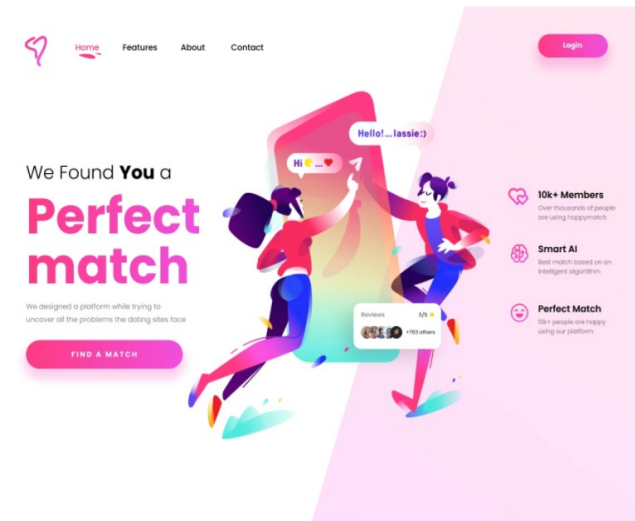 Home Features About Contact Login
We Found You a
Perfect
match
We designed a platform while trying to
uncover all the problems the dating sites face
FIND A MATCH
Hello!...lassie:)
Hi ...
Reviews 5/5
+763 others
10k+ Members
Over thousands of people
are using happymatch
Smart AI
Best match based on an
intelligent algorithm
Perfect Match
10k+ people are happy
using our platform